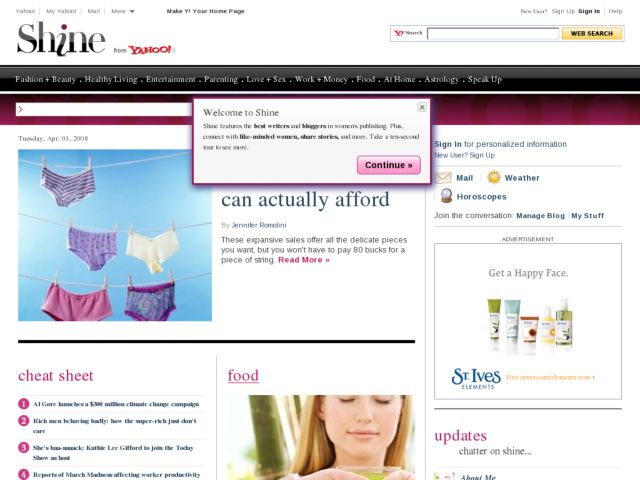 Yahoo! My Yahoo! Mail More Make Y! Your Home Page New User? Sign Up Sign In Help
Shine from YAHOO!®
Y! Search WEB SEARCH
Fashion + Beauty . Healthy Living . Entertainment . Parenting . Love + Sex . Work + Money . Food . At Home . Astrology . Speak Up
Welcome to Shine
Shine features the best writers and bloggers in women's publishing. Plus,
connect with like-minded women, share stories, and more. Take a ten-second
tour to see more.
Continue »
Tuesday, Apr. 01, 2008
can actually afford
By Jennifer Romolini
These expansive sales offer all the delicate pieces
you want, but you won't have to pay 80 bucks for a
piece of string. Read More »
Sign In for personalized information
New User? Sign Up
Mail Weather
Horoscopes
Join the conversation: Manage Blog | My Stuff
ADVERTISEMENT
Get a Happy Face.
St. Ives
ELEMENTS
Visit stives.com/elements now
cheat sheet
1 Al Gore launches a $300 million climate change campaign
2 Rich men behaving badly: how the super-rich just don't
care
3 She's baa-aaack: Kathie Lee Gifford to join the Today
Show as host
4 Reports of March Madness affecting worker productivity
food
updates
chatter on shine...
About Me